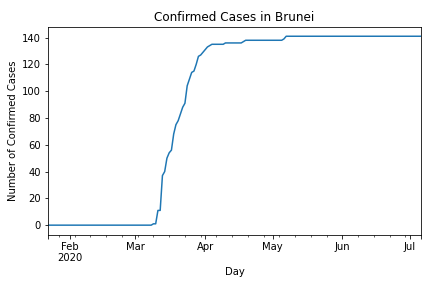 Confirmed Cases in Brunei
Number of Confirmed Cases
140
120
100
80
60
40
20
0
Feb Mar Apr May Jun Jul
2020
Day